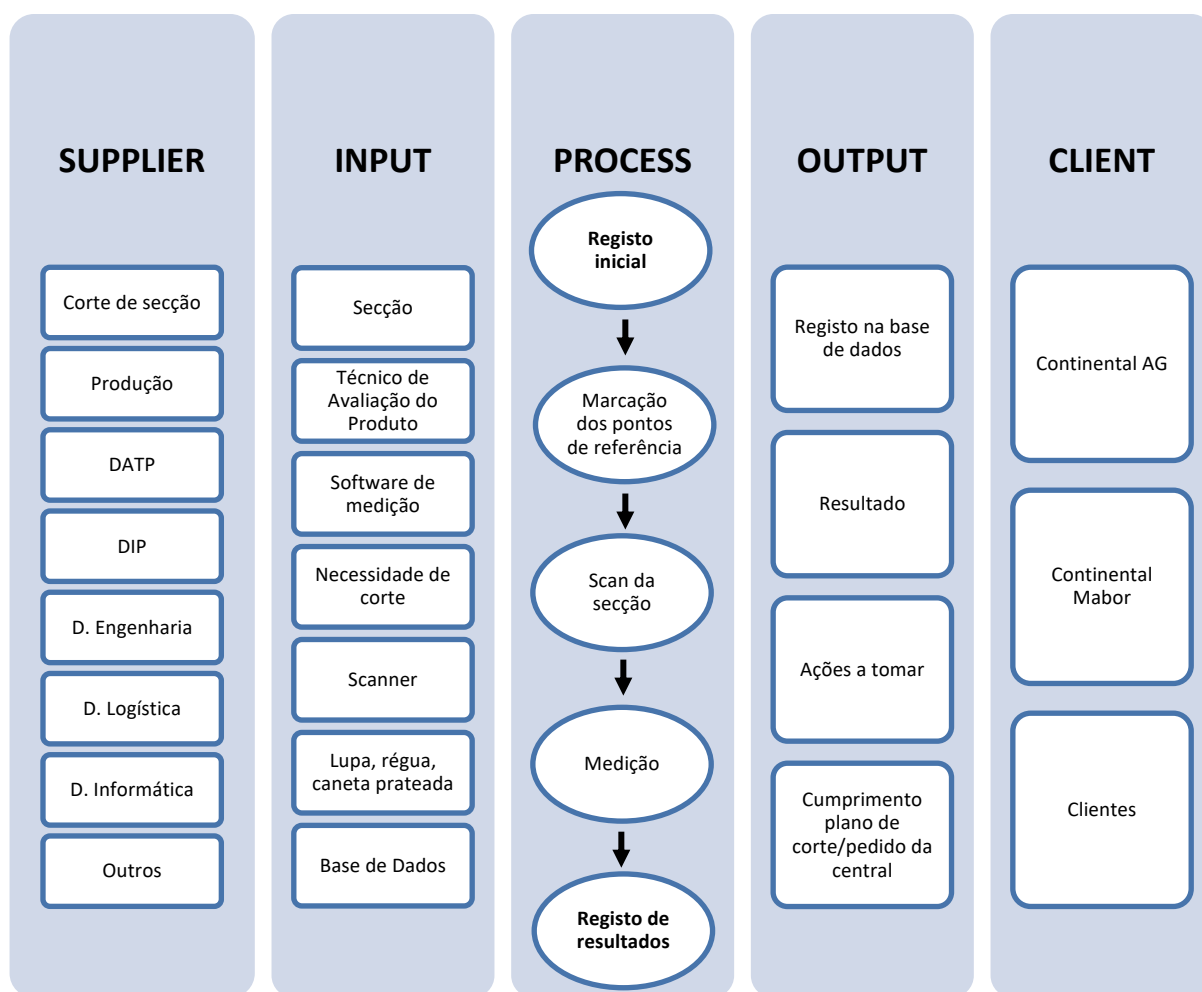 SUPPLIER
Corte de secção
Produção
DATP
DIP
D. Engenharia
D. Logística
D. Informática
Outros
INPUT
Secção
Técnico de
Avaliação do
Produto
Software de
medição
Necessidade de
corte
Scanner
Lupa, régua,
caneta prateada
Base de Dados
PROCESS
Registo
inicial
Marcação
dos pontos
de referência
Scan da
secção
Medição
Registo de
resultados
OUTPUT
Registo na base
de dados
Resultado
Ações a tomar
Cumprimento
plano de
corte/pedido da
central
CLIENT
Continental AG
Continental
Mabor
Clientes